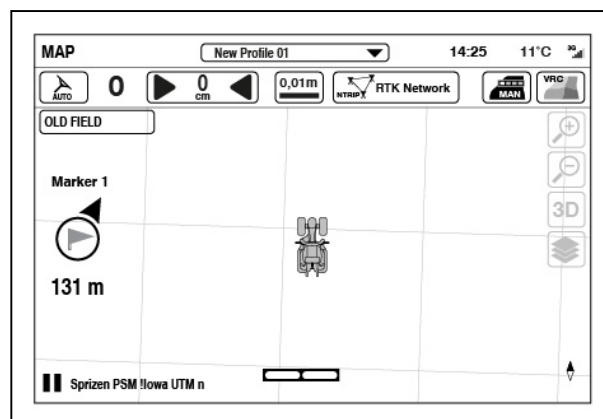 MAP New Profile 01 14:25 11°C 3G
AUTO 0 0 cm 0,01m NTRIP RTK Network MAN VRC
OLD FIELD
Marker 1
3D
131 m
Sprizen PSM !lowa UTM n